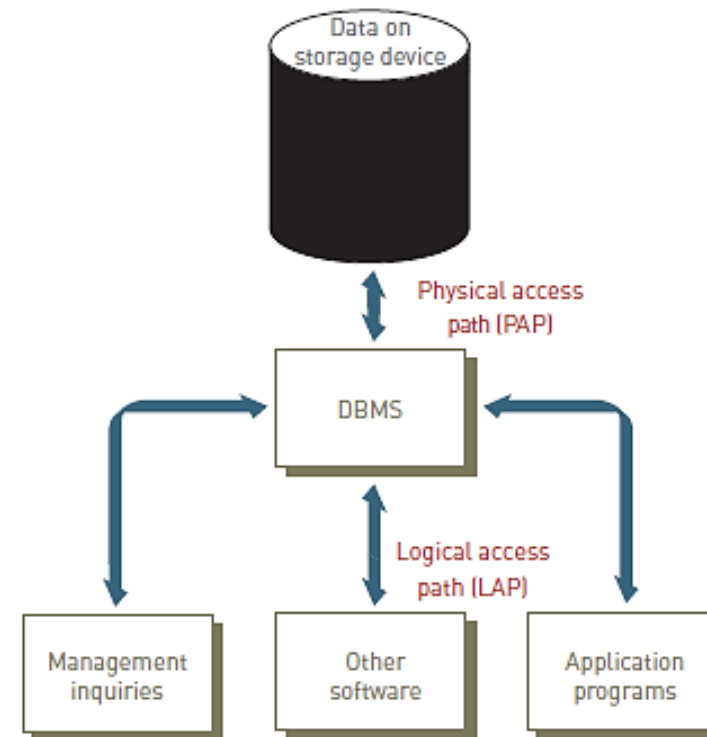 Data on
storage device
Physical access
path (PAP)
DBMS
Logical access
path (LAP)
Management
inquiries
Other
software
Application
programs